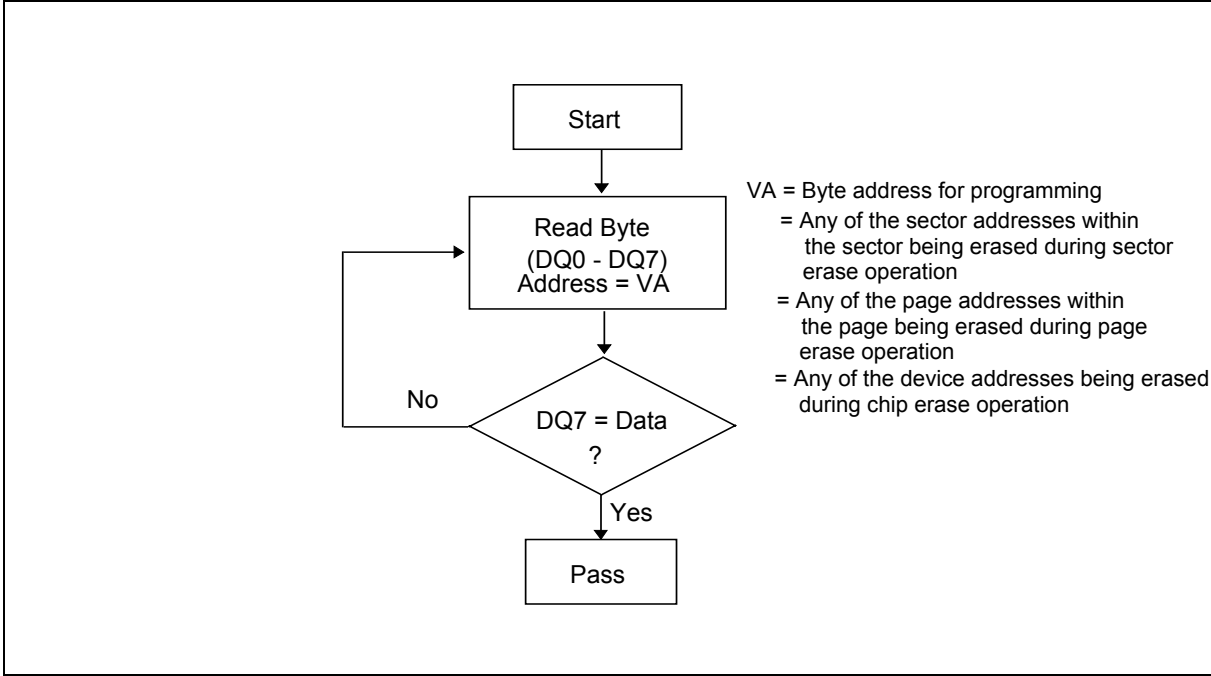 Start
Read Byte
(DQ0 - DQ7)
Address = VA
VA = Byte address for programming
= Any of the sector addresses within
the sector being erased during sector
erase operation
= Any of the page addresses within
the page being erased during page
erase operation
= Any of the device addresses being erased
during chip erase operation
No
DQ7 = Data
?
Yes
Pass